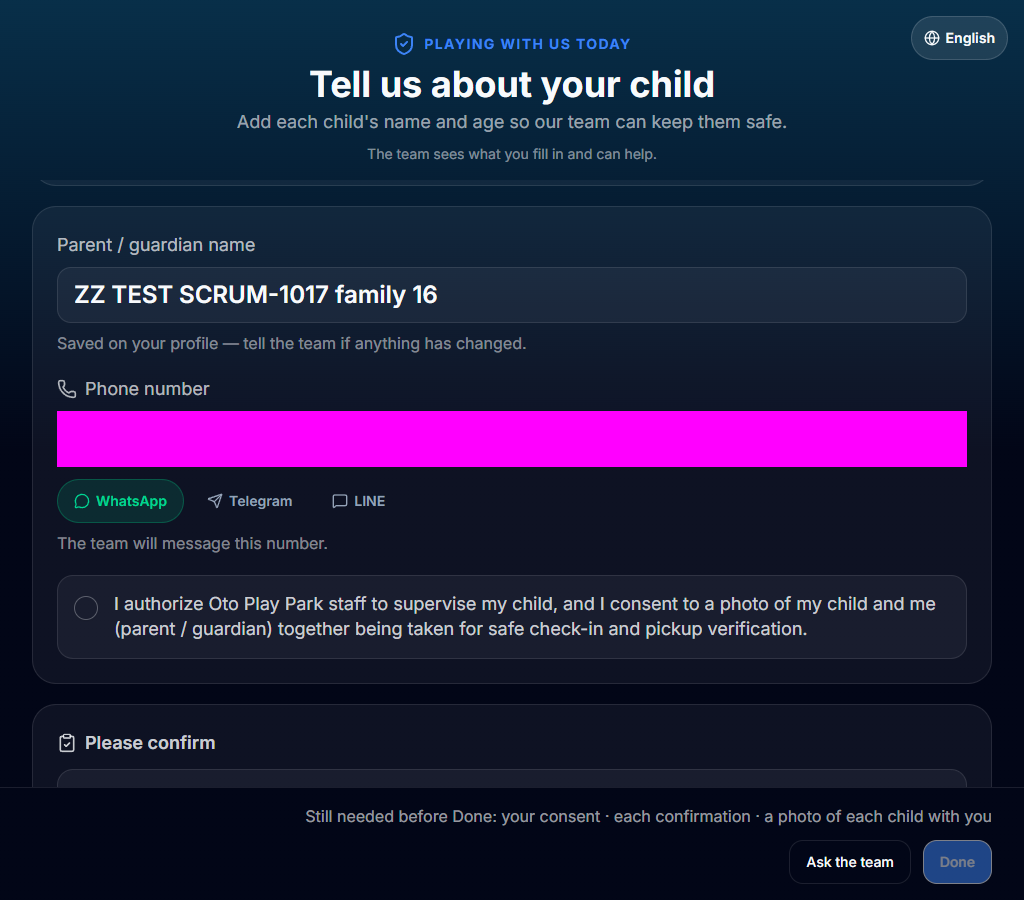 PLAYING WITH US TODAY
English
Tell us about your child
Add each child's name and age so our team can keep them safe.
The team sees what you fill in and can help.
Parent / guardian name
ZZ TEST SCRUM-1017 family 16
Saved on your profile — tell the team if anything has changed.
Phone number
WhatsApp
Telegram
LINE
The team will message this number.
I authorize Oto Play Park staff to supervise my child, and I consent to a photo of my child and me
(parent / guardian) together being taken for safe check-in and pickup verification.
Please confirm
Still needed before Done: your consent · each confirmation · a photo of each child with you
Ask the team
Done